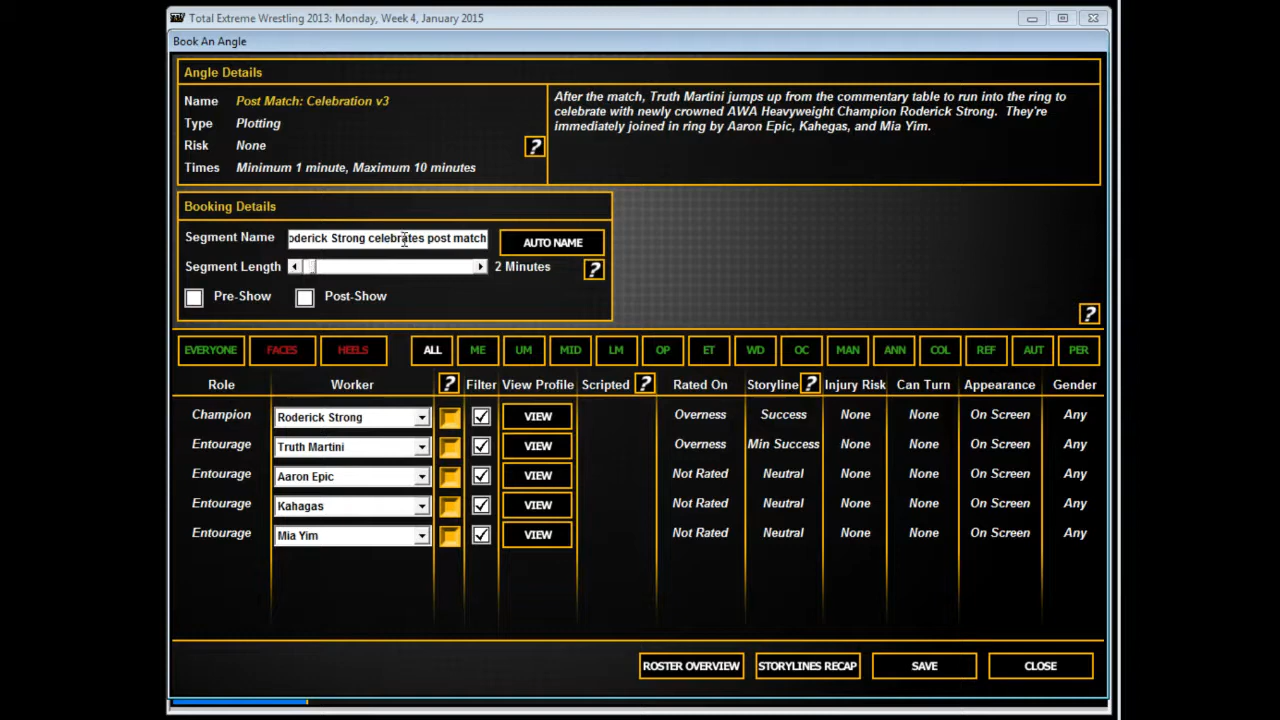 Total Extreme Wrestling 2013: Monday, Week 4, January 2015
Book An Angle
Angle Details
Name Post Match: Celebration v3
Type Plotting
Risk None
Times Minimum 1 minute, Maximum 10 minutes
?
After the match, Truth Martini jumps up from the commentary table to run into the ring to
celebrate with newly crowned AWA Heavyweight Champion Roderick Strong. They're
immediately joined in ring by Aaron Epic, Kahegas, and Mia Yim.
Booking Details
Segment Name oderick Strong celebrates post match AUTO NAME
Segment Length 2 Minutes ?
Pre-Show Post-Show
?
EVERYONE FACES HEELS ALL ME UM MID LM OP ET WD OC MAN ANN COL REF AUT PER
Role Worker ? Filter View Profile Scripted ? Rated On Storyline ? Injury Risk Can Turn Appearance Gender
Champion Roderick Strong VIEW Overness Success None None On Screen Any
Entourage Truth Martini VIEW Overness Min Success None None On Screen Any
Entourage Aaron Epic VIEW Not Rated Neutral None None On Screen Any
Entourage Kahagas VIEW Not Rated Neutral None None On Screen Any
Entourage Mia Yim VIEW Not Rated Neutral None None On Screen Any
ROSTER OVERVIEW STORYLINES RECAP SAVE CLOSE